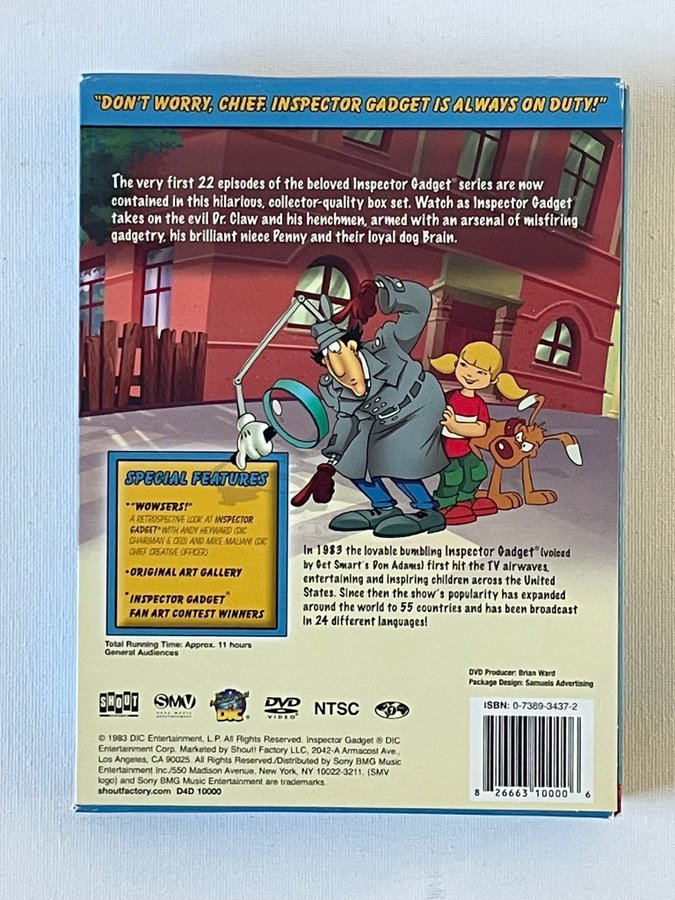 "DON'T WORRY, CHIEF. INSPECTOR GADGET IS ALWAYS ON DUTY!"
The very first 22 episodes of the beloved Inspector Gadget® series are now
contained in this hilarious, collector-quality box set. Watch as Inspector Gadget
takes on the evil Dr. Claw and his henchmen, armed with an arsenal of misfiring
gadgetry, his brilliant niece Penny and their loyal dog Brain.
SPECIAL FEATURES
• "WOWSERS!"
A RETROSPECTIVE LOOK AT INSPECTOR
GADGET® WITH ANDY HEYWARD (DIC
CHAIRMAN & CEO) AND MIKE MALIANI (DIC
CHIEF CREATIVE OFFICER)
• ORIGINAL ART GALLERY
• INSPECTOR GADGET®
FAN ART CONTEST WINNERS
In 1983 the lovable bumbling Inspector Gadget® (voiced
by Get Smart's Don Adams) first hit the TV airwaves,
entertaining and inspiring children across the United
States. Since then the show's popularity has expanded
around the world to 55 countries and has been broadcast
in 24 different languages!
Total Running Time: Approx. 11 hours
General Audiences
DVD Producer: Brian Ward
Package Design: Samuels Advertising
SHOUT SMV DIC ® DVD VIDEO NTSC
ISBN: 0-7389-3437-2
© 1983 DIC Entertainment, L.P. All Rights Reserved. Inspector Gadget ® DIC
Entertainment Corp. Marketed by Shout! Factory LLC, 2042-A Armacost Ave.,
Los Angeles, CA 90025. All Rights Reserved./Distributed by Sony BMG Music
Entertainment Inc./550 Madison Avenue, New York, NY 10022-3211. (SMV
logo) and Sony BMG Music Entertainment are trademarks.
shoutfactory.com D4D 10000
8 26663 10000 6